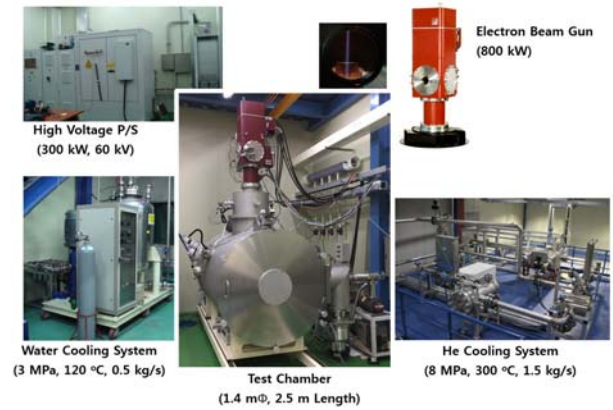 Electron Beam Gun
(800 kW)
High Voltage P/S
(300 kW, 60 kV)
Water Cooling System
(3 MPa, 120 ºC, 0.5 kg/s)
Test Chamber
(1.4 mΦ, 2.5 m Length)
He Cooling System
(8 MPa, 300 ºC, 1.5 kg/s)